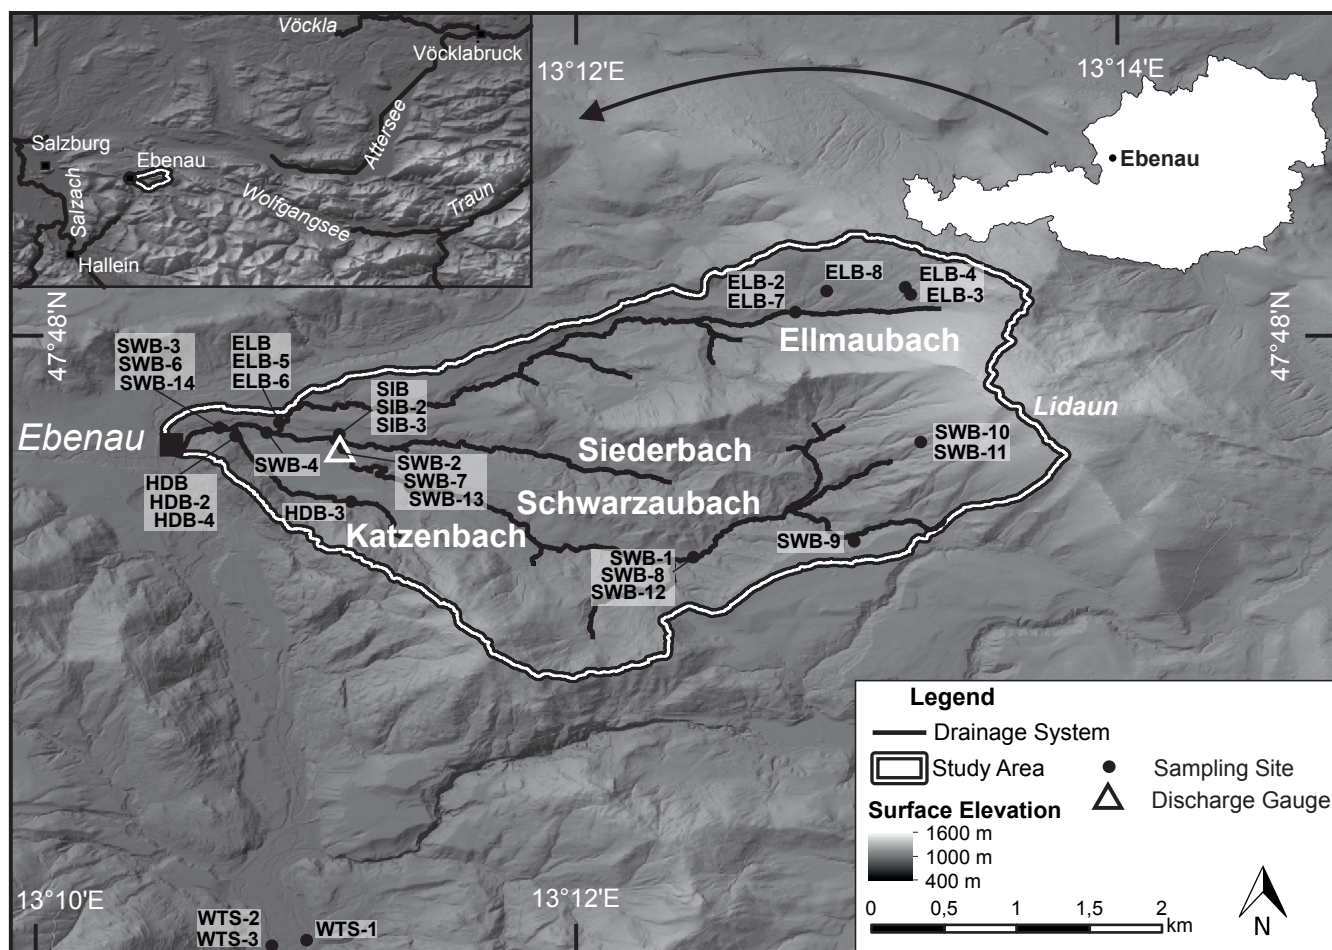 Vöckla
Vöcklabruck
Attersee
Salzburg
Ebenau
Salzach
Wolfgangsee
Traun
Hallein
13°12'E
13°14'E
Ebenau
47°48'N
47°48'N
ELB-2
ELB-7
ELB-8
ELB-4
ELB-3
Ellmaubach
SWB-3
SWB-6
SWB-14
ELB
ELB-5
ELB-6
SIB
SIB-2
SIB-3
Lidaun
Ebenau
Siederbach
SWB-10
SWB-11
SWB-4
SWB-2
SWB-7
SWB-13
HDB
HDB-2
HDB-4
HDB-3
Schwarzaubach
Katzenbach
SWB-9
SWB-1
SWB-8
SWB-12
Legend
Drainage System
Study Area
Sampling Site
Discharge Gauge
Surface Elevation
1600 m
1000 m
400 m
0 0,5 1 1,5 2
km
N
13°10'E
13°12'E
WTS-2
WTS-3
WTS-1